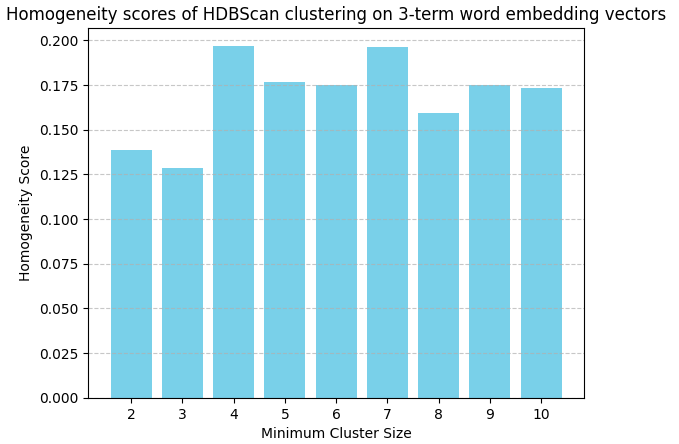 Homogeneity scores of HDBScan clustering on 3-term word embedding vectors
0.200
0.175
0.150
0.125
0.100
0.075
0.050
0.025
0.000
Homogeneity Score
2 3 4 5 6 7 8 9 10
Minimum Cluster Size